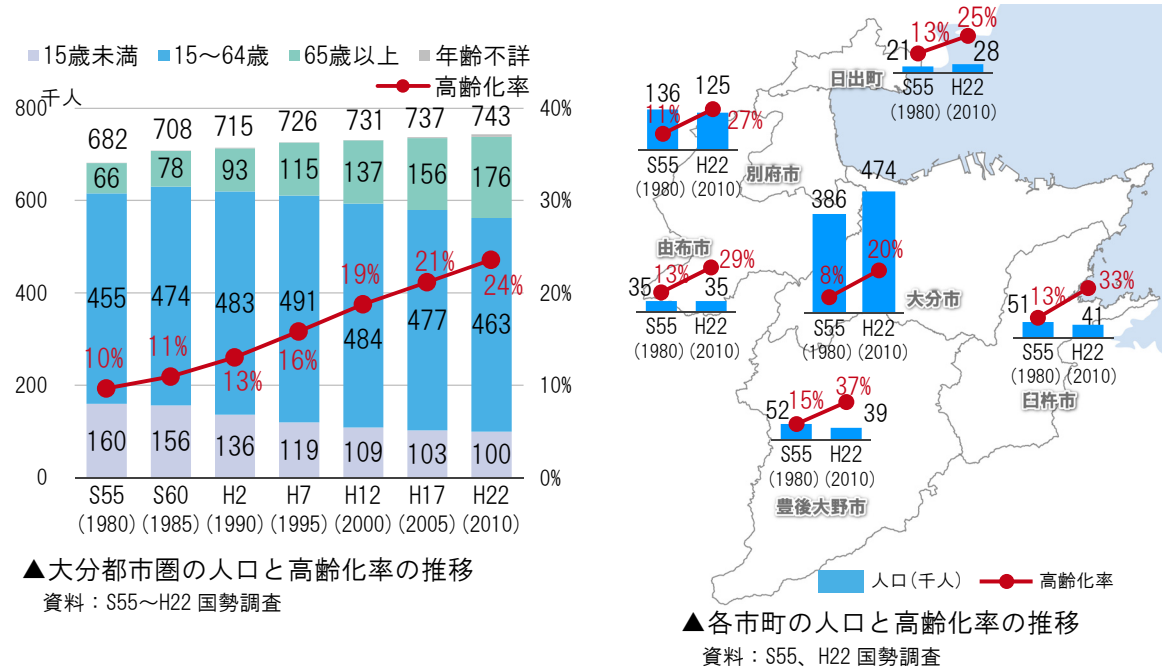 ■15歳未満 ■15～64歳 ■65歳以上 ■年齢不詳
高齢化率
千人
800
600
400
200
0
40%
30%
20%
10%
0%
682 708 715 726 731 737 743
66 78 93 115 137 156 176
455 474 483 491 484 477 463
10% 11% 13% 16% 19% 21% 24%
160 156 136 119 109 103 100
S55 S60 H2 H7 H12 H17 H22
(1980) (1985) (1990) (1995) (2000) (2005) (2010)
▲大分都市圏の人口と高齢化率の推移
資料：S55～H22 国勢調査
13% 25%
21 28
日出町
S55 H22
(1980) (2010)
136 125
11% 27%
S55 H22
(1980) (2010)
別府市
386 474
8% 20%
S55 H22
(1980) (2010)
大分市
由布市
13% 29%
35 35
S55 H22
(1980) (2010)
13% 33%
51 41
S55 H22
(1980) (2010)
臼杵市
15% 37%
52 39
S55 H22
(1980) (2010)
豊後大野市
人口(千人) 高齢化率
▲各市町の人口と高齢化率の推移
資料：S55、H22 国勢調査